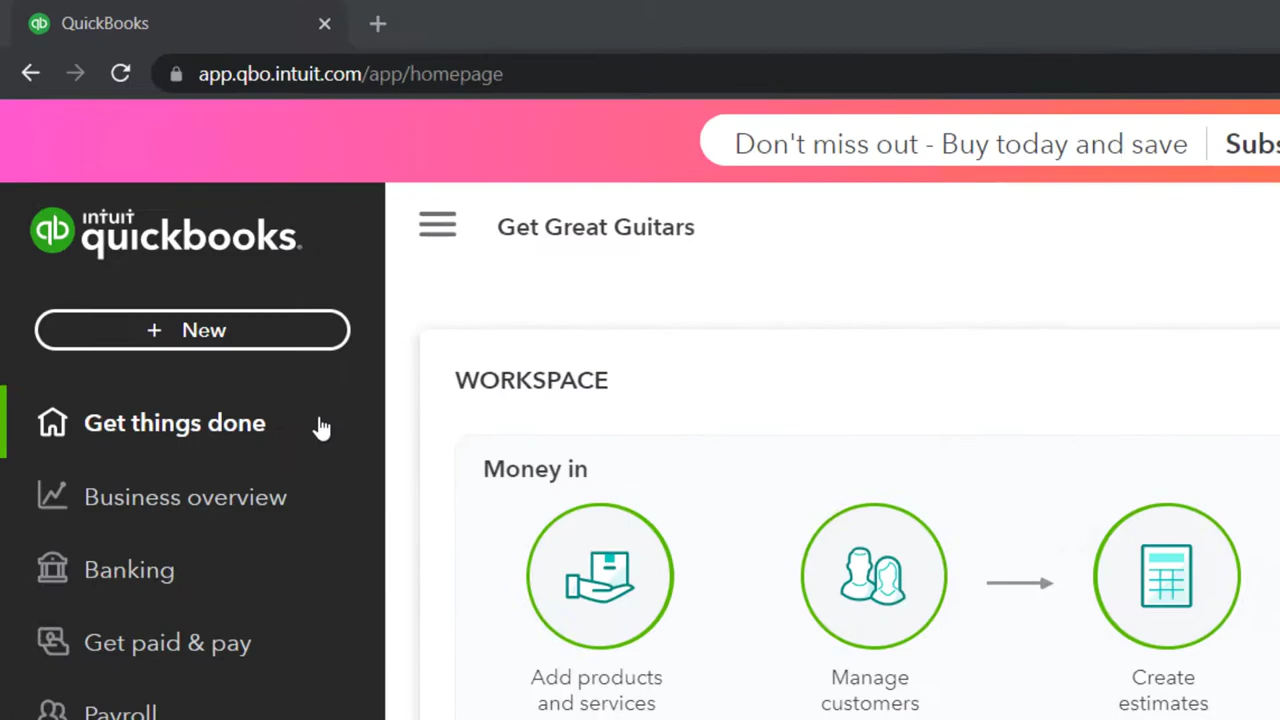 qb QuickBooks
app.qbo.intuit.com/app/homepage
Don't miss out - Buy today and save
qb intuit quickbooks.
Get Great Guitars
+ New
WORKSPACE
Get things done
Money in
Business overview
Banking
Get paid & pay
Add products
and services
Manage
customers
Create
estimates
Payroll